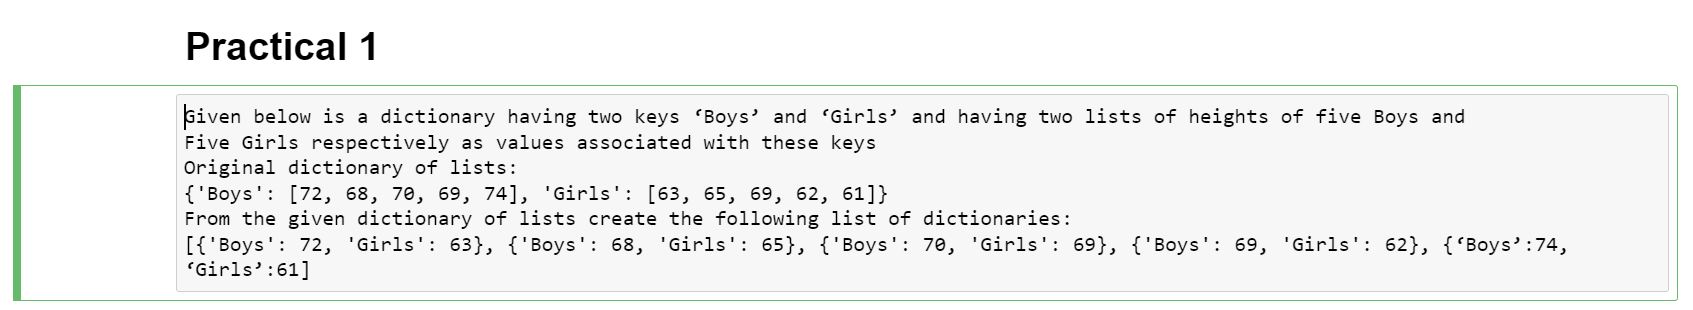 Practical 1
Given below is a dictionary having two keys ‘Boys’ and ‘Girls’ and having two lists of heights of five Boys and
Five Girls respectively as values associated with these keys
Original dictionary of lists:
{'Boys': [72, 68, 70, 69, 74], 'Girls': [63, 65, 69, 62, 61]}
From the given dictionary of lists create the following list of dictionaries:
[{'Boys': 72, 'Girls': 63}, {'Boys': 68, 'Girls': 65}, {'Boys': 70, 'Girls': 69}, {'Boys': 69, 'Girls': 62}, {‘Boys’:74,
‘Girls’:61]